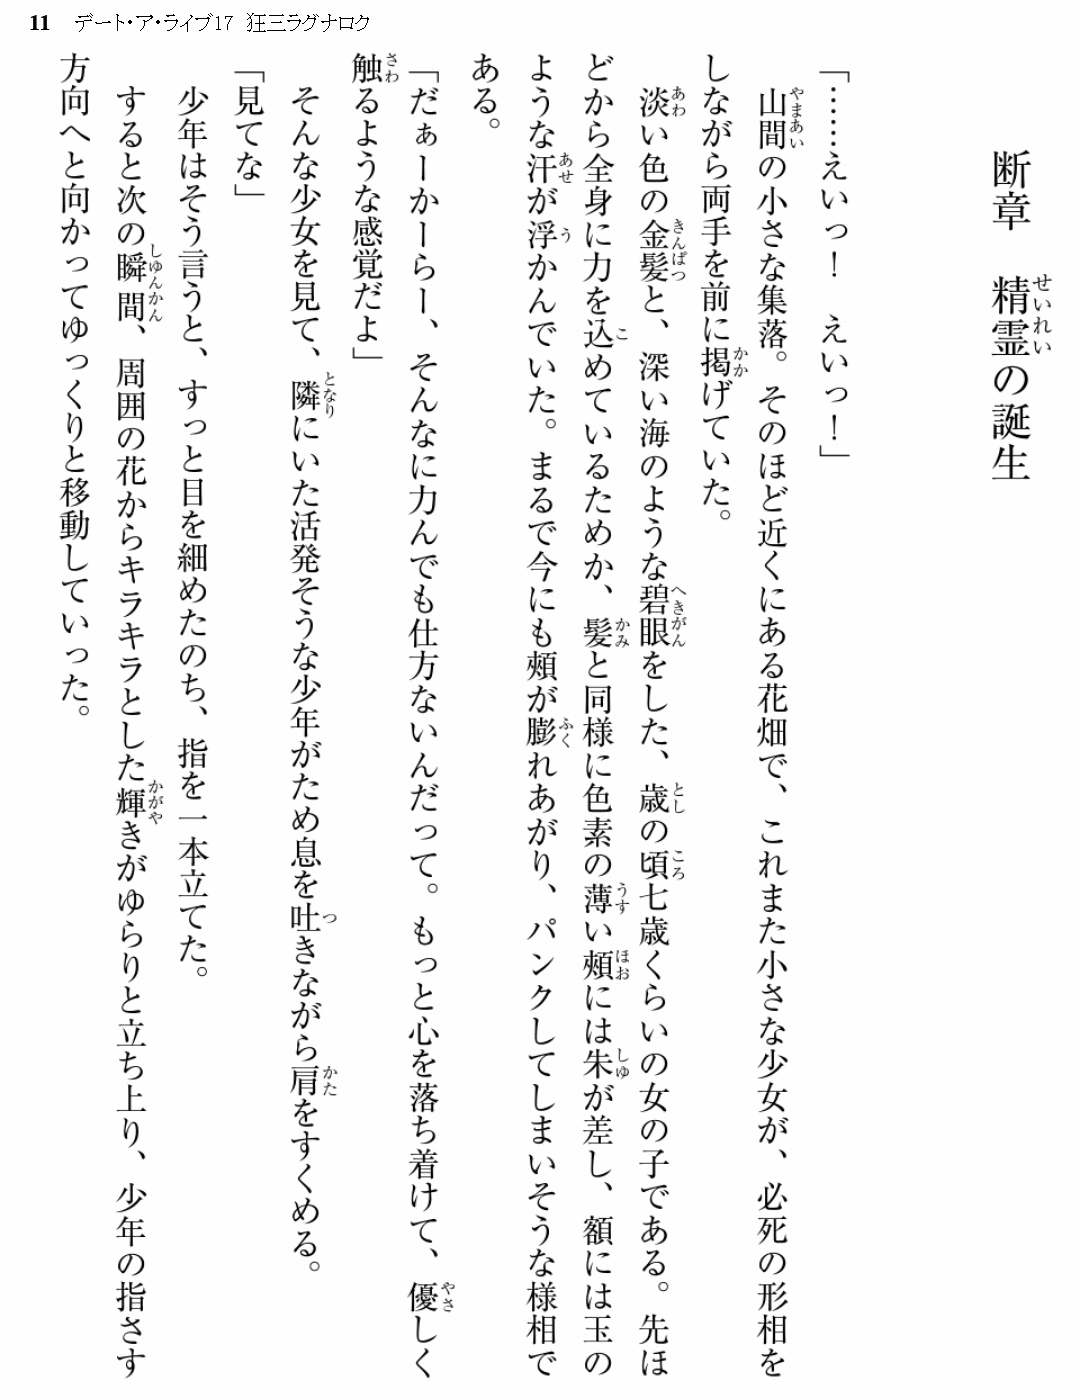 11 デート・ア・ライブ17 狂三ラグナロク
断章　精霊の誕生
「……えいっ！　えいっ！」
　山間の小さな集落。そのほど近くにある花畑で、これまた小さな少女が、必死の形相を
しながら両手を前に掲げていた。
　淡い色の金髪と、深い海のような碧眼をした、歳の頃七歳くらいの女の子である。先ほ
どから全身に力を込めているためか、髪と同様に色素の薄い頰には朱が差し、額には玉の
ような汗が浮かんでいた。まるで今にも頰が膨れあがり、パンクしてしまいそうな様相で
ある。
「だぁーかーらー、そんなに力んでも仕方ないんだって。もっと心を落ち着けて、優しく
触るような感覚だよ」
　そんな少女を見て、隣にいた活発そうな少年がため息を吐きながら肩をすくめる。
「見てな」
　少年はそう言うと、すっと目を細めたのち、指を一本立てた。
　すると次の瞬間、周囲の花からキラキラとした輝きがゆらりと立ち上り、少年の指さす
方向へと向かってゆっくりと移動していった。